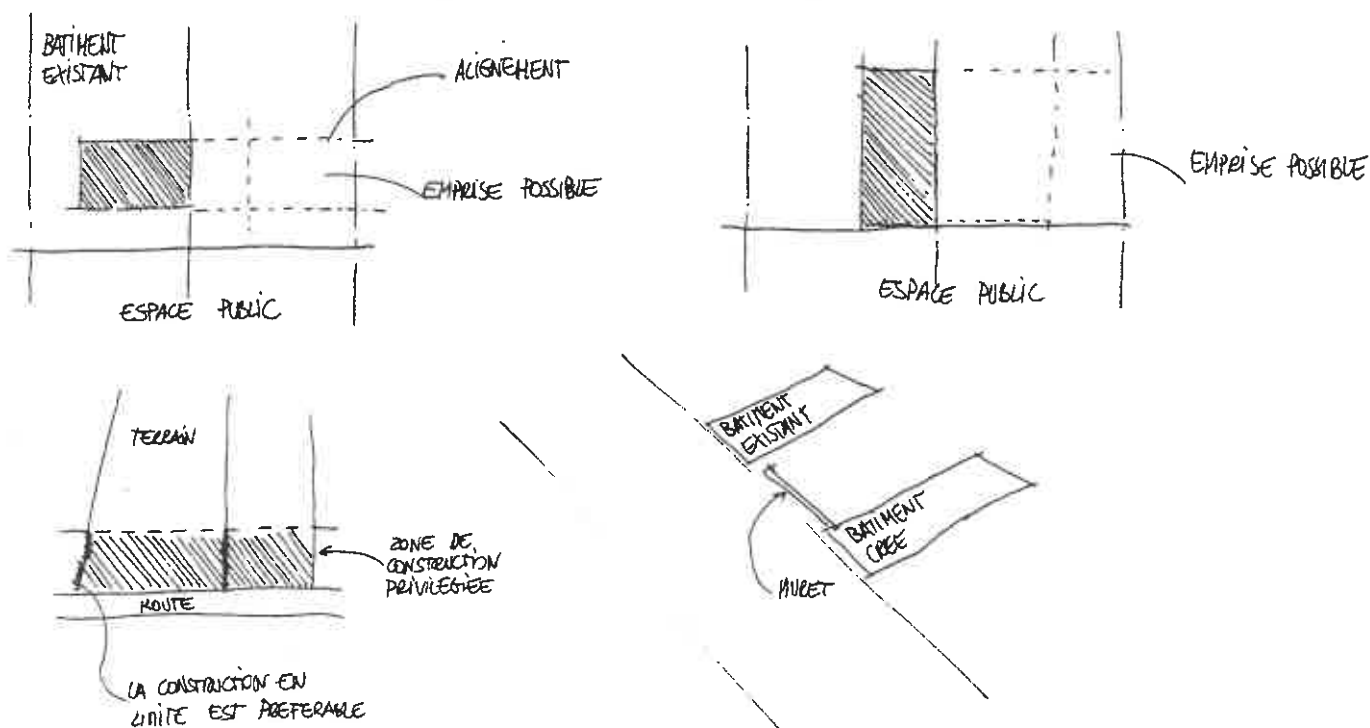 BATIMENT
EXISTANT
ALIGNEMENT
EMPRISE POSSIBLE
ESPACE PUBLIC
EMPRISE POSSIBLE
ESPACE PUBLIC
TERRAIN
ZONE DE
CONSTRUCTION
PRIVILEGIÉE
ROUTE
LA CONSTRUCTION EN
LIMITE EST PREFERABLE
BATIMENT
EXISTANT
BATIMENT
CREE
MURET